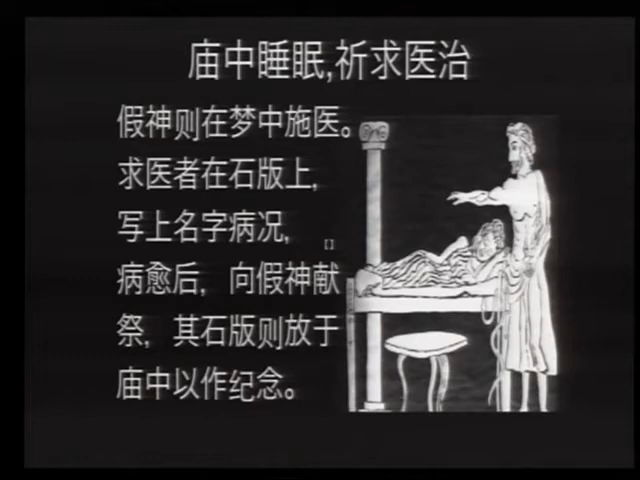 庙中睡眠,祈求医治
假神则在梦中施医。
求医者在石版上,
写上名字病况,
病愈后, 向假神献
祭, 其石版则放于
庙中以作纪念。